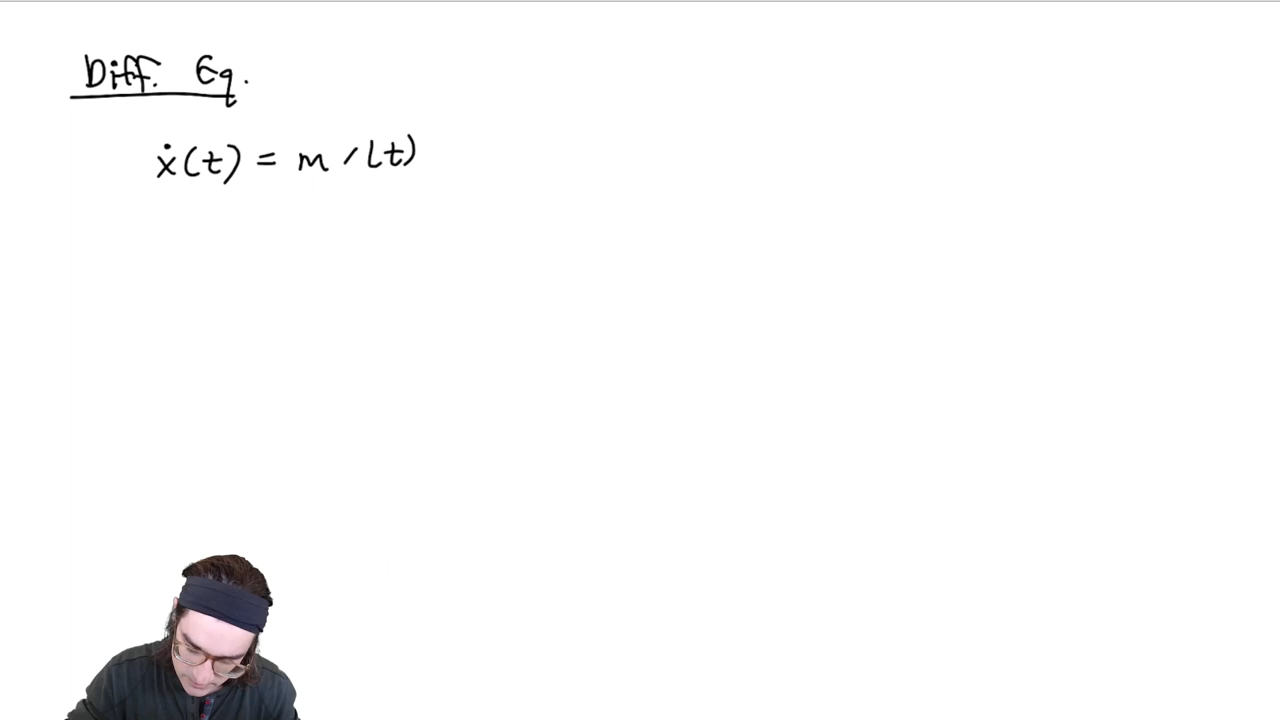 Diff. Eq.
ẋ(t) = m /(t)